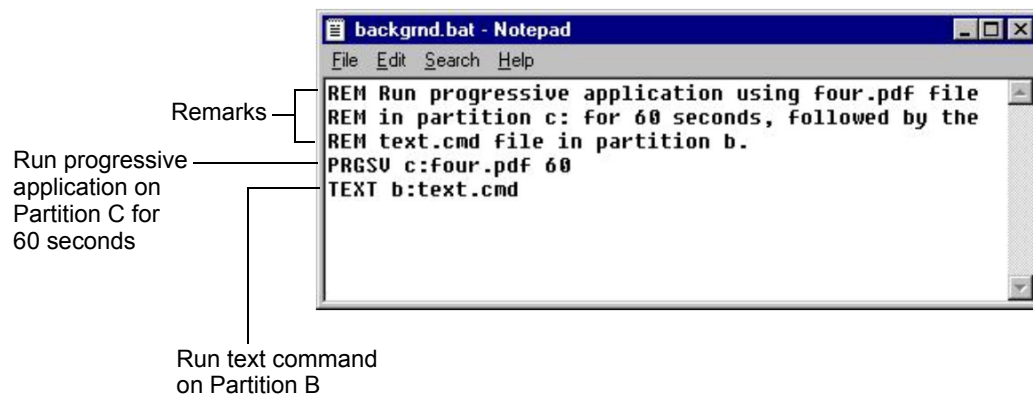 backgrnd.bat - Notepad
File Edit Search Help
REM Run progressive application using four.pdf file
REM in partition c: for 60 seconds, followed by the
REM text.cmd file in partition b.
PRGSV c:four.pdf 60
TEXT b:text.cmd
Remarks
Run progressive
application on
Partition C for
60 seconds
Run text command
on Partition B